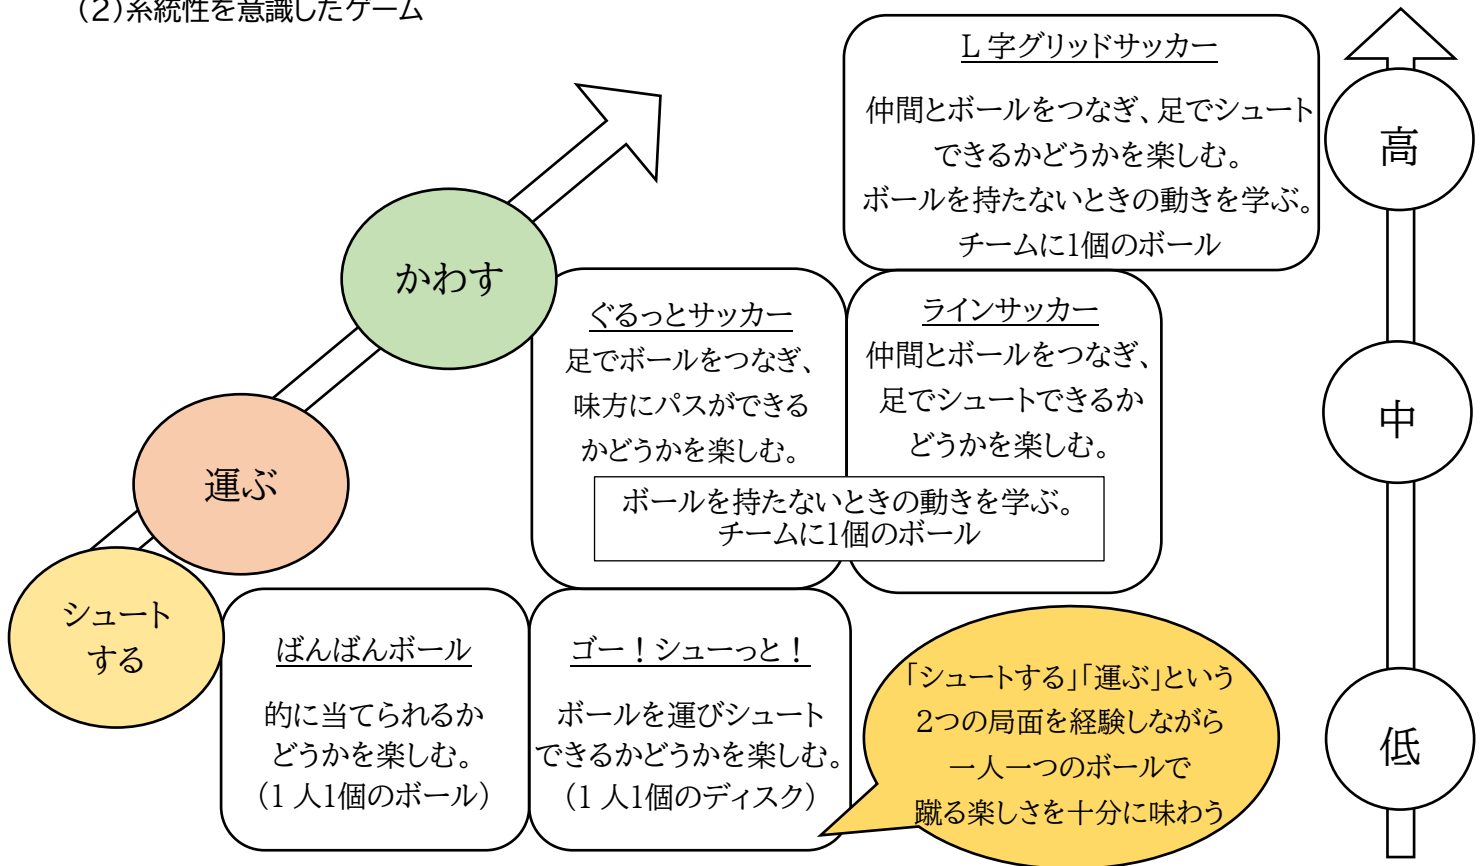 (2)系統性を意識したゲーム
L字グリッドサッカー
仲間とボールをつなぎ、足でシュート
できるかどうかを楽しむ。
ボールを持たないときの動きを学ぶ。
チームに1個のボール
高
かわす
ぐるっとサッカー
足でボールをつなぎ、
味方にパスができる
かどうかを楽しむ。
ラインサッカー
仲間とボールをつなぎ、
足でシュートできるか
どうかを楽しむ。
ボールを持たないときの動きを学ぶ。
チームに1個のボール
中
運ぶ
シュート
する
ばんばんボール
的に当てられるか
どうかを楽しむ。
(1人1個のボール)
ゴー!シューっと!
ボールを運びシュート
できるかどうかを楽しむ。
(1人1個のディスク)
「シュートする」「運ぶ」という
2つの局面を経験しながら
一人一つのボールで
蹴る楽しさを十分に味わう
低